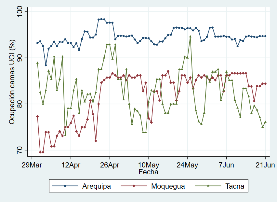 Ocupación camas UCI (%)
100
90
80
70
29Mar 12Apr 26Apr 10May 24May 7Jun 21Jun
Fecha
Arequipa Moquegua Tacna